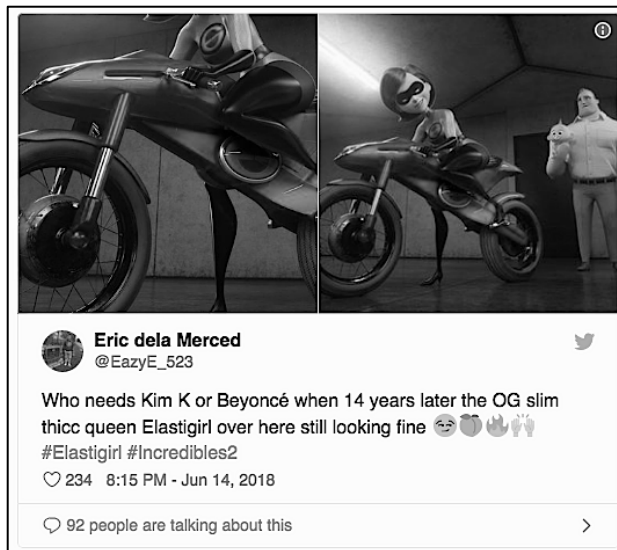 Eric dela Merced
@EazyE_523
Who needs Kim K or Beyoncé when 14 years later the OG slim
thicc queen Elastigirl over here still looking fine 😏🍑🔥🙌
#Elastigirl #Incredibles2
234 8:15 PM - Jun 14, 2018
92 people are talking about this